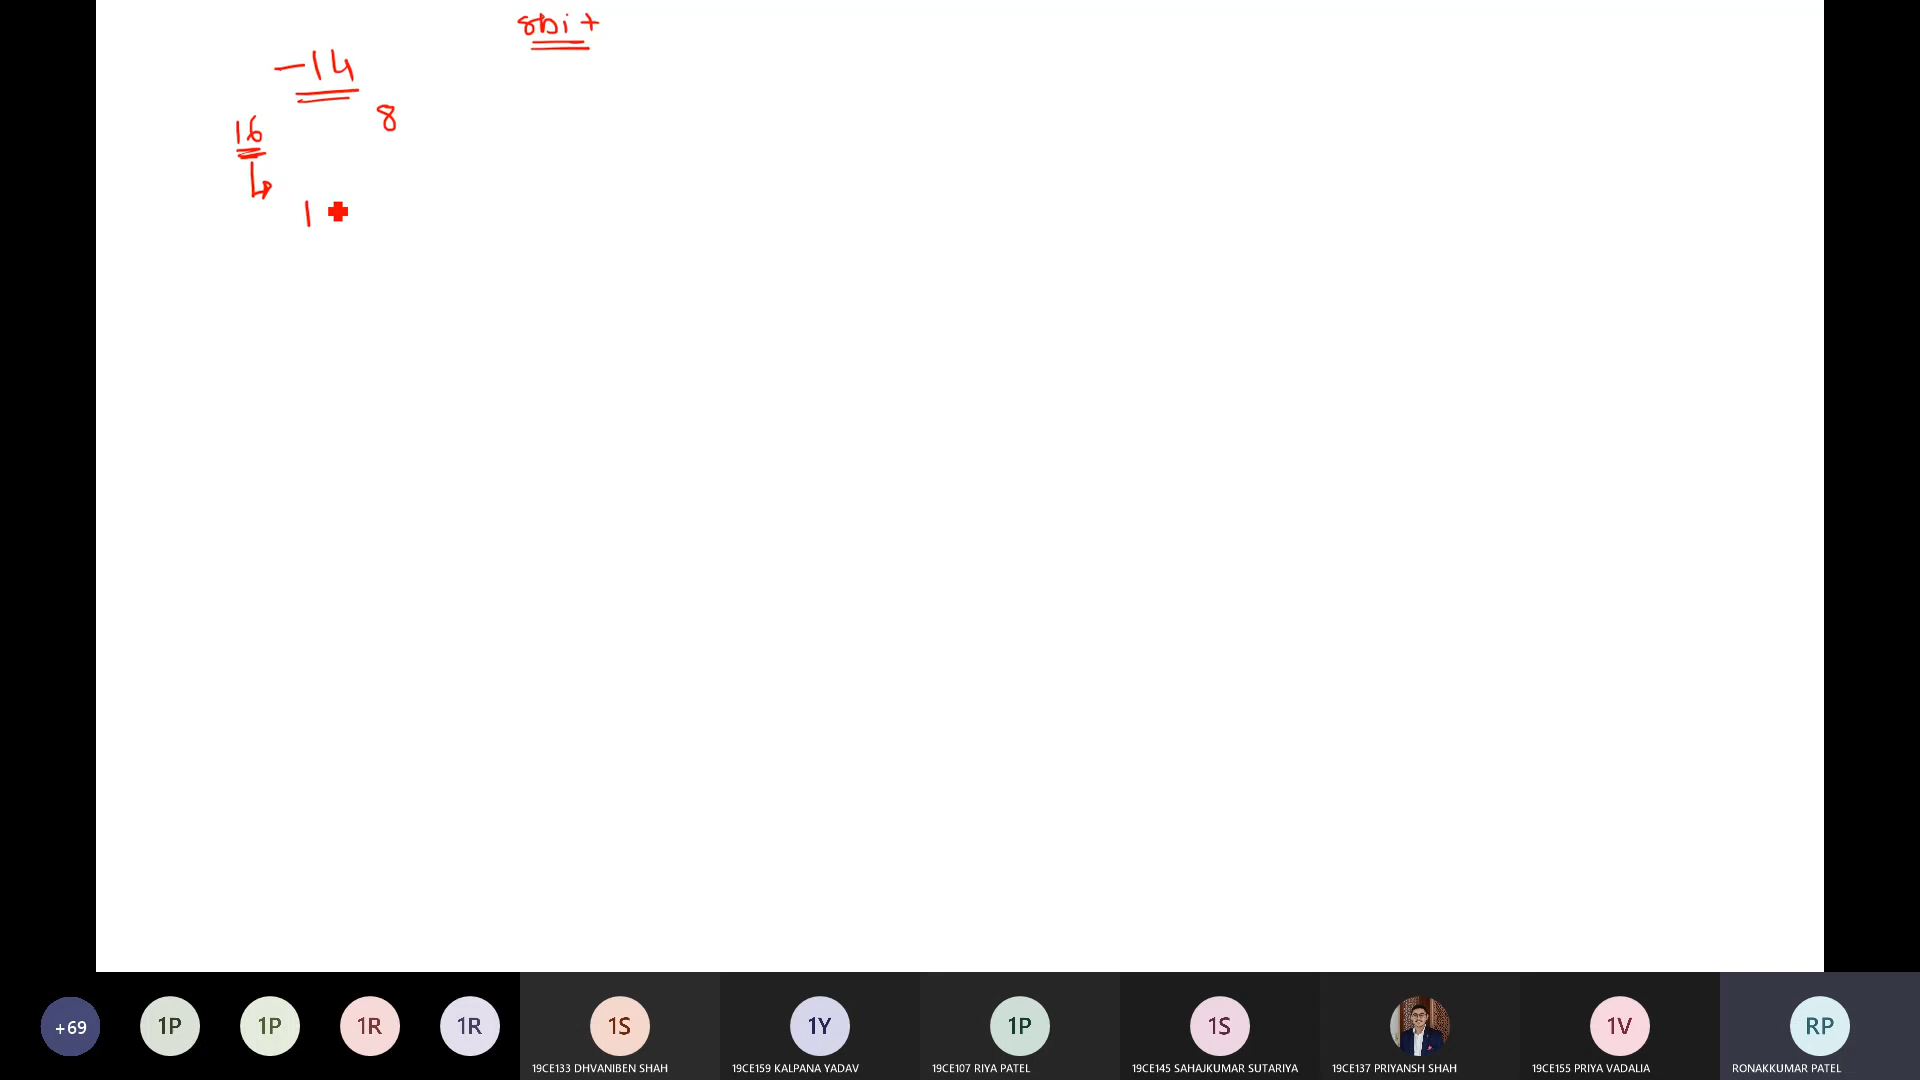 8bit
-14
8
16
1
+69
1P
1P
1R
1R
1S
1Y
1P
1S
1V
RP
19CE133 DHVANIBEN SHAH
19CE159 KALPANA YADAV
19CE107 RIYA PATEL
19CE145 SAHAJKUMAR SUTARIYA
19CE137 PRIYANSH SHAH
19CE155 PRIYA VADALIA
RONAKKUMAR PATEL